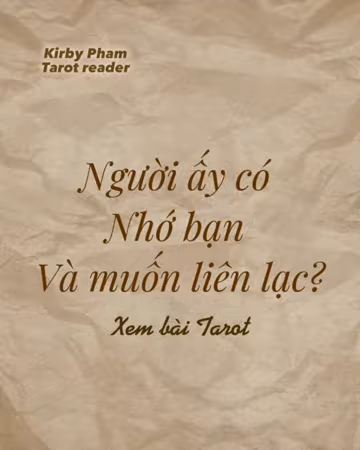 Kirby Pham
Tarot reader
Người ấy có
Nhớ bạn
Và muốn liên lạc?
Xem bài Tarot